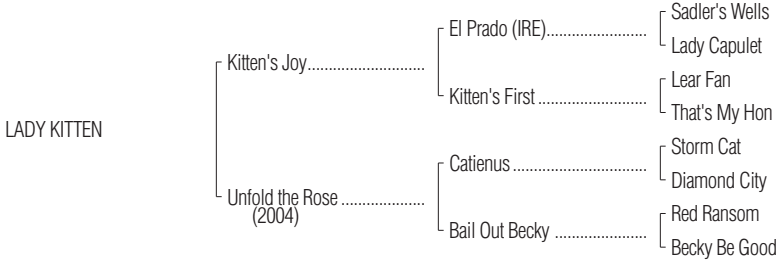 Sadler's Wells
El Prado (IRE)........................
Lady Capulet
Kitten's Joy............................
Lear Fan
Kitten's First ..........................
That's My Hon
LADY KITTEN
Storm Cat
Catienus ................................
Diamond City
Unfold the Rose ....................
(2004)
Red Ransom
Bail Out Becky ......................
Becky Be Good